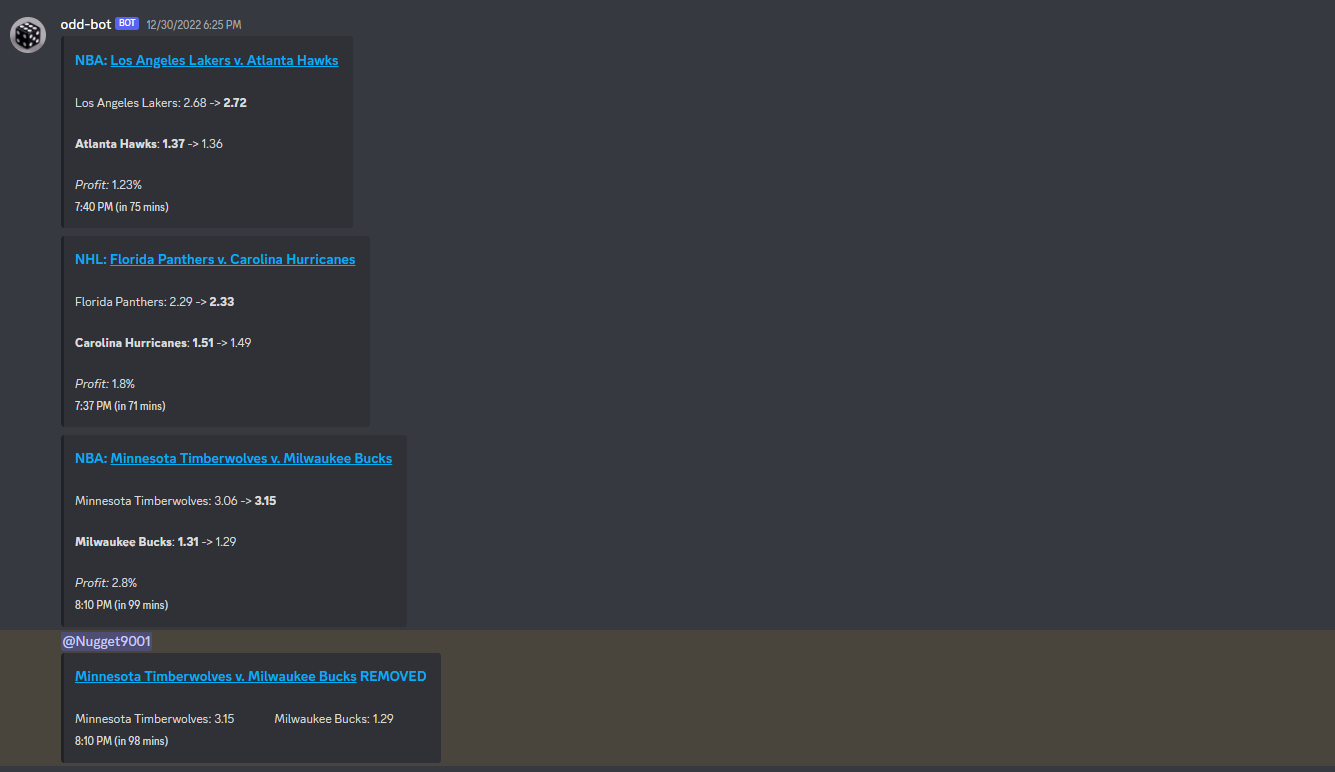 odd-bot BOT 12/30/2022 6:25 PM
NBA: Los Angeles Lakers v. Atlanta Hawks
Los Angeles Lakers: 2.68 -> 2.72
Atlanta Hawks: 1.37 -> 1.36
Profit: 1.23%
7:40 PM (in 75 mins)
NHL: Florida Panthers v. Carolina Hurricanes
Florida Panthers: 2.29 -> 2.33
Carolina Hurricanes: 1.51 -> 1.49
Profit: 1.8%
7:37 PM (in 71 mins)
NBA: Minnesota Timberwolves v. Milwaukee Bucks
Minnesota Timberwolves: 3.06 -> 3.15
Milwaukee Bucks: 1.31 -> 1.29
Profit: 2.8%
8:10 PM (in 99 mins)
@Nugget9001
Minnesota Timberwolves v. Milwaukee Bucks REMOVED
Minnesota Timberwolves: 3.15 Milwaukee Bucks: 1.29
8:10 PM (in 98 mins)